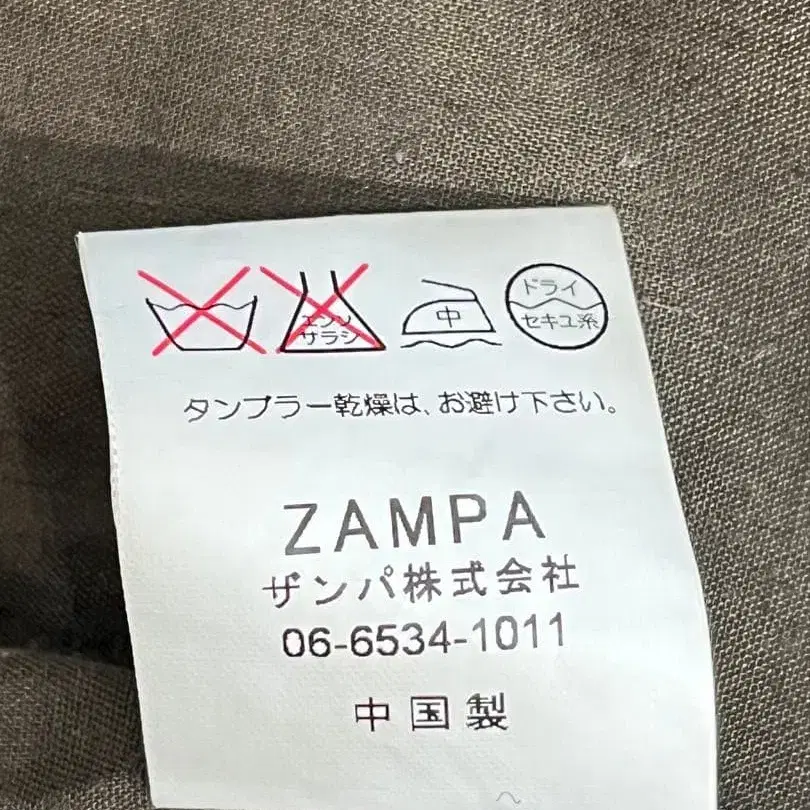 エンソ
サラシ
中
ドライ
セキユ系
タンブラー乾燥は、お避け下さい。
ZAMPA
ザンパ株式会社
06-6534-1011
中国製